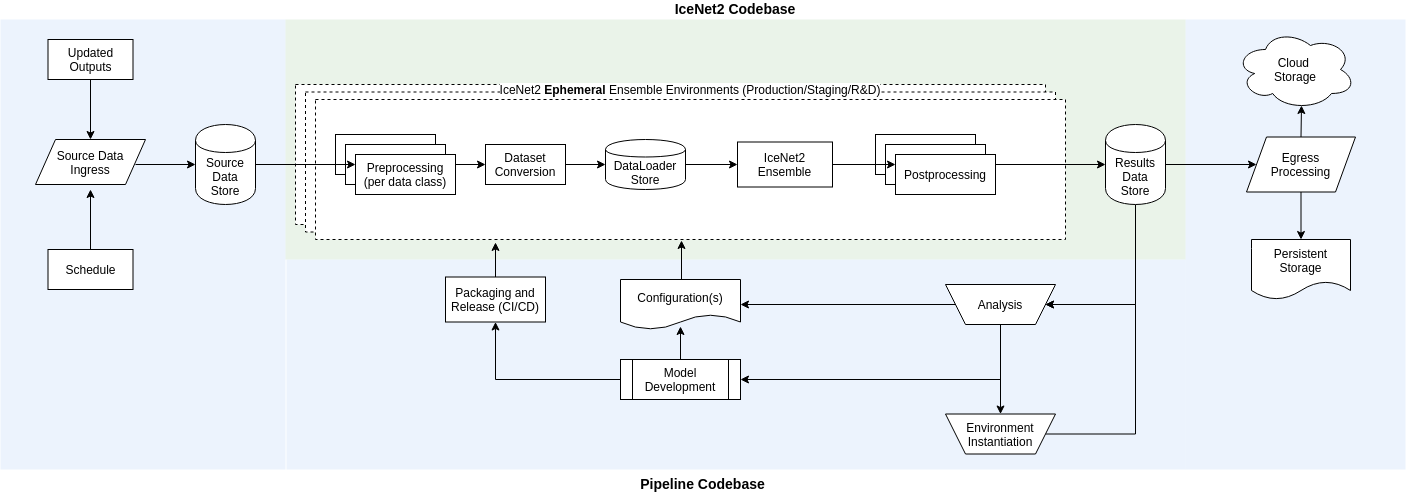 IceNet2 Codebase
Updated
Outputs
Cloud
Storage
IceNet2 Ephemeral Ensemble Environments (Production/Staging/R&D)
Source Data
Ingress
Source
Data
Store
Preprocessing
(per data class)
Dataset
Conversion
DataLoader
Store
IceNet2
Ensemble
Postprocessing
Results
Data
Store
Egress
Processing
Schedule
Persistent
Storage
Packaging and
Release (CI/CD)
Configuration(s)
Analysis
Model
Development
Environment
Instantiation
Pipeline Codebase